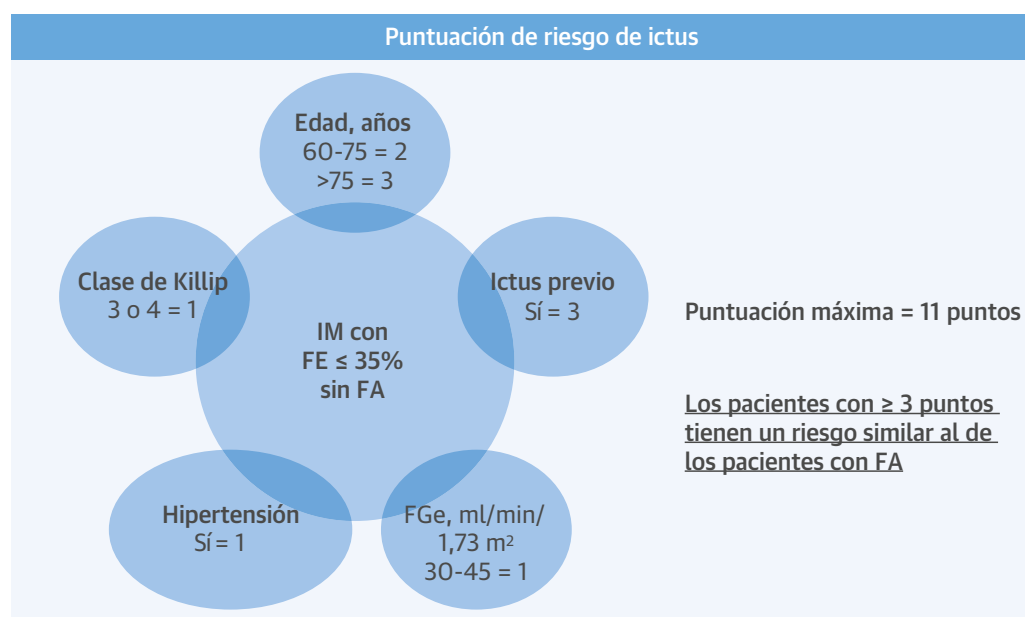 Puntuación de riesgo de ictus
Edad, años
60-75 = 2
>75 = 3
Clase de Killip
3 o 4 = 1
Ictus previo
Sí = 3
IM con
FE ≤ 35%
sin FA
Hipertensión
Sí = 1
FGe, ml/min/
1,73 m²
30-45 = 1
Puntuación máxima = 11 puntos
Los pacientes con ≥ 3 puntos
tienen un riesgo similar al de
los pacientes con FA